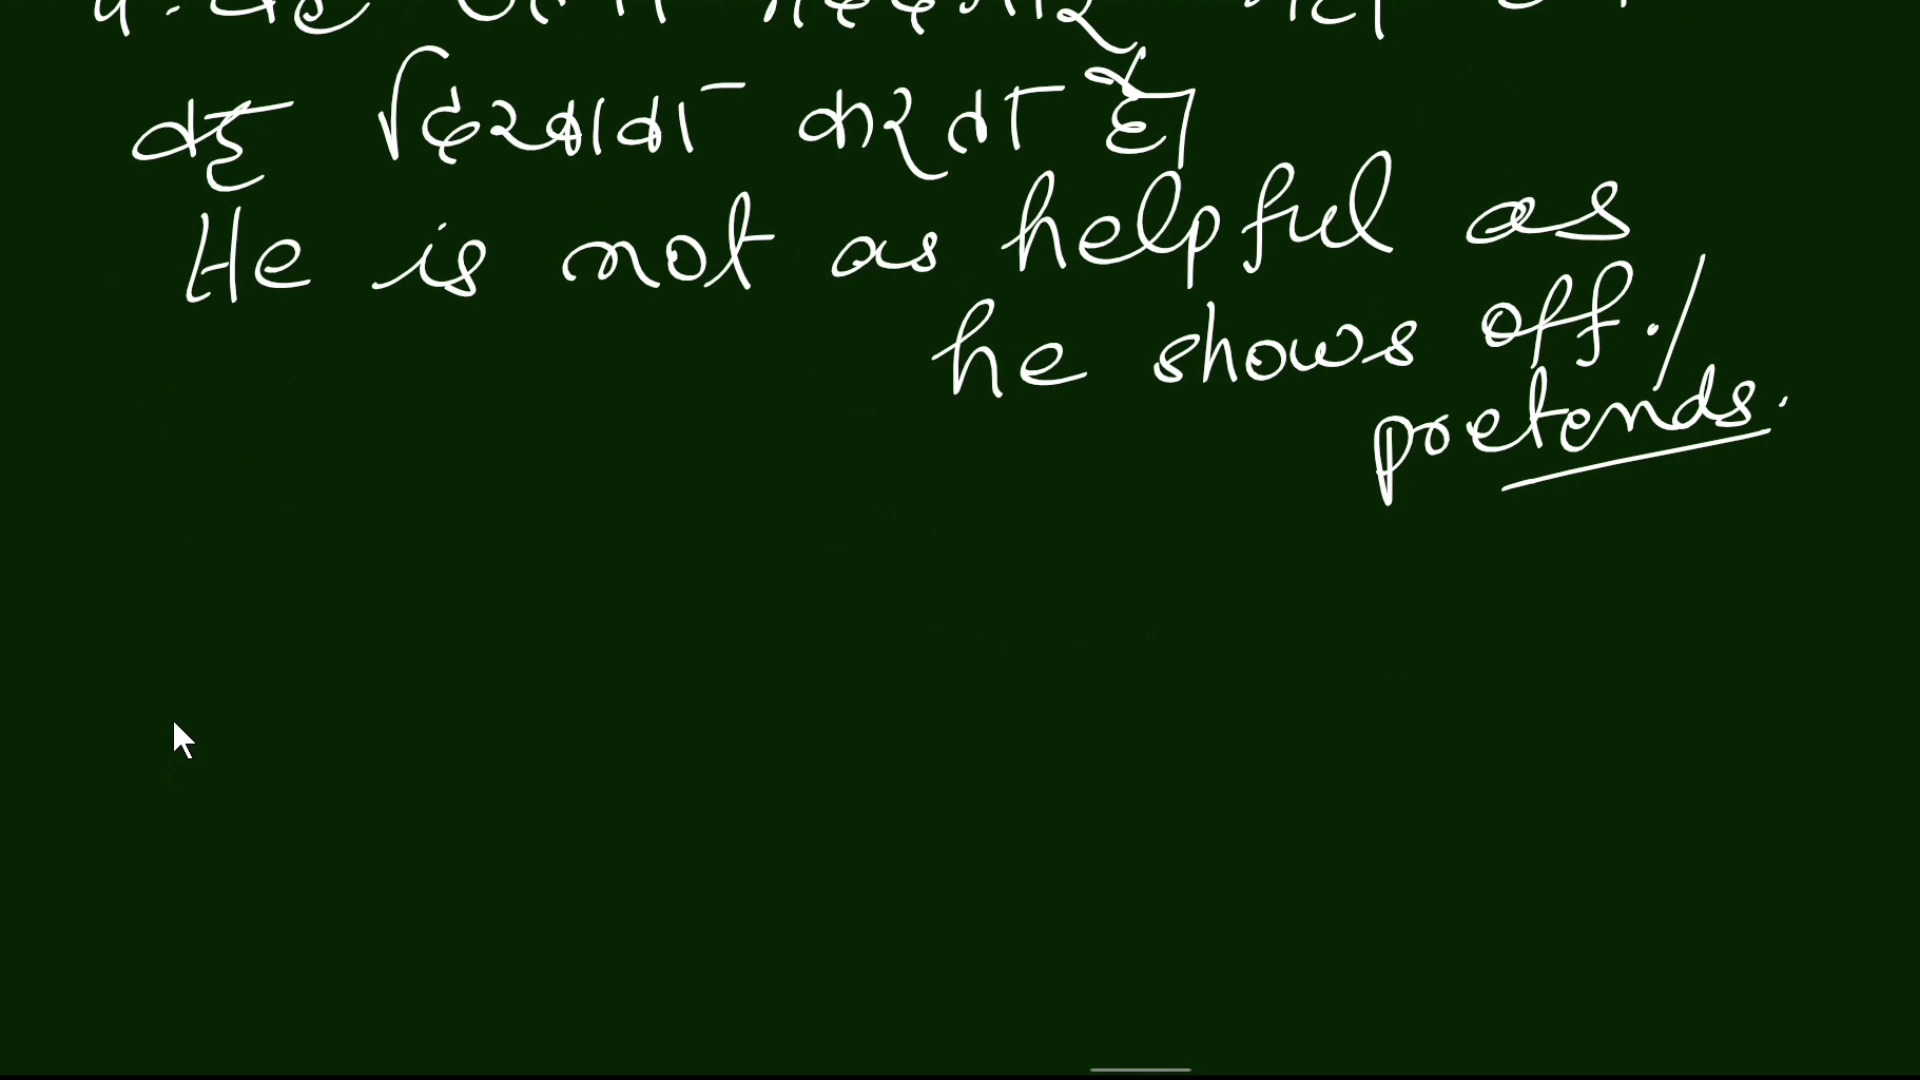 वह दिखावा करता है।
He is not as helpful as
he shows off. /
pretends.